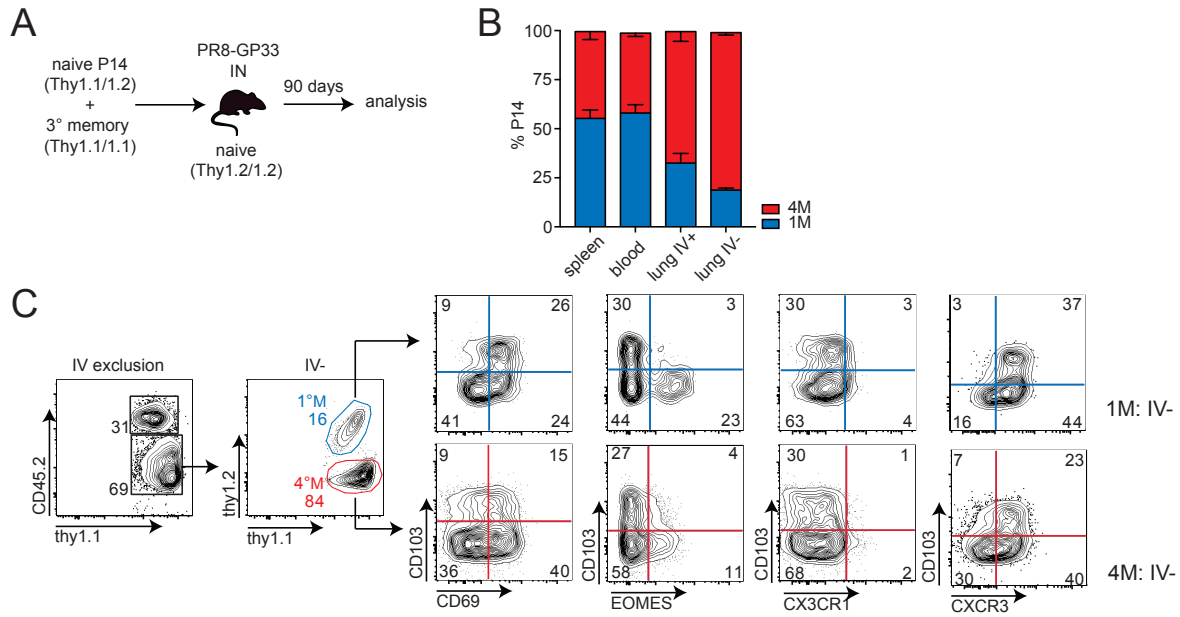 A
naive P14
(Thy1.1/1.2)
+
3° memory
(Thy1.1/1.1)
PR8-GP33
IN
naive
(Thy1.2/1.2)
90 days
analysis
B
% P14
100
75
50
25
0
spleen
blood
lung IV+
lung IV-
4M
1M
C
IV exclusion
31
69
CD45.2
thy1.1
IV-
1°M
16
4°M
84
thy1.2
thy1.1
9 26
41 24
30 3
44 23
30 3
63 4
3 37
16 44
1M: IV-
9 15
36 40
CD103
CD69
27 4
58 11
CD103
EOMES
30 1
68 2
CD103
CX3CR1
7 23
30 40
CD103
CXCR3
4M: IV-